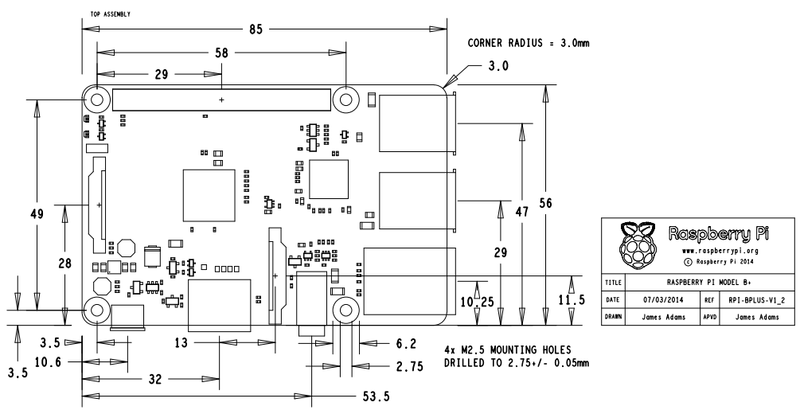 TOP ASSEMBLY
85
CORNER RADIUS = 3.0mm
58
3.0
29
49
28
56
47
29
11.5
10.25
3.5
3.5
10.6
13
6.2
2.75
32
53.5
4x M2.5 MOUNTING HOLES
DRILLED TO 2.75+/- 0.05mm
Raspberry Pi
www.raspberrypi.org
© Raspberry Pi 2014
TITLE RASPBERRY PI MODEL B+
DATE 07/03/2014 REF RPI-BPLUS-V1_2
DRAWN James Adams APVD James Adams